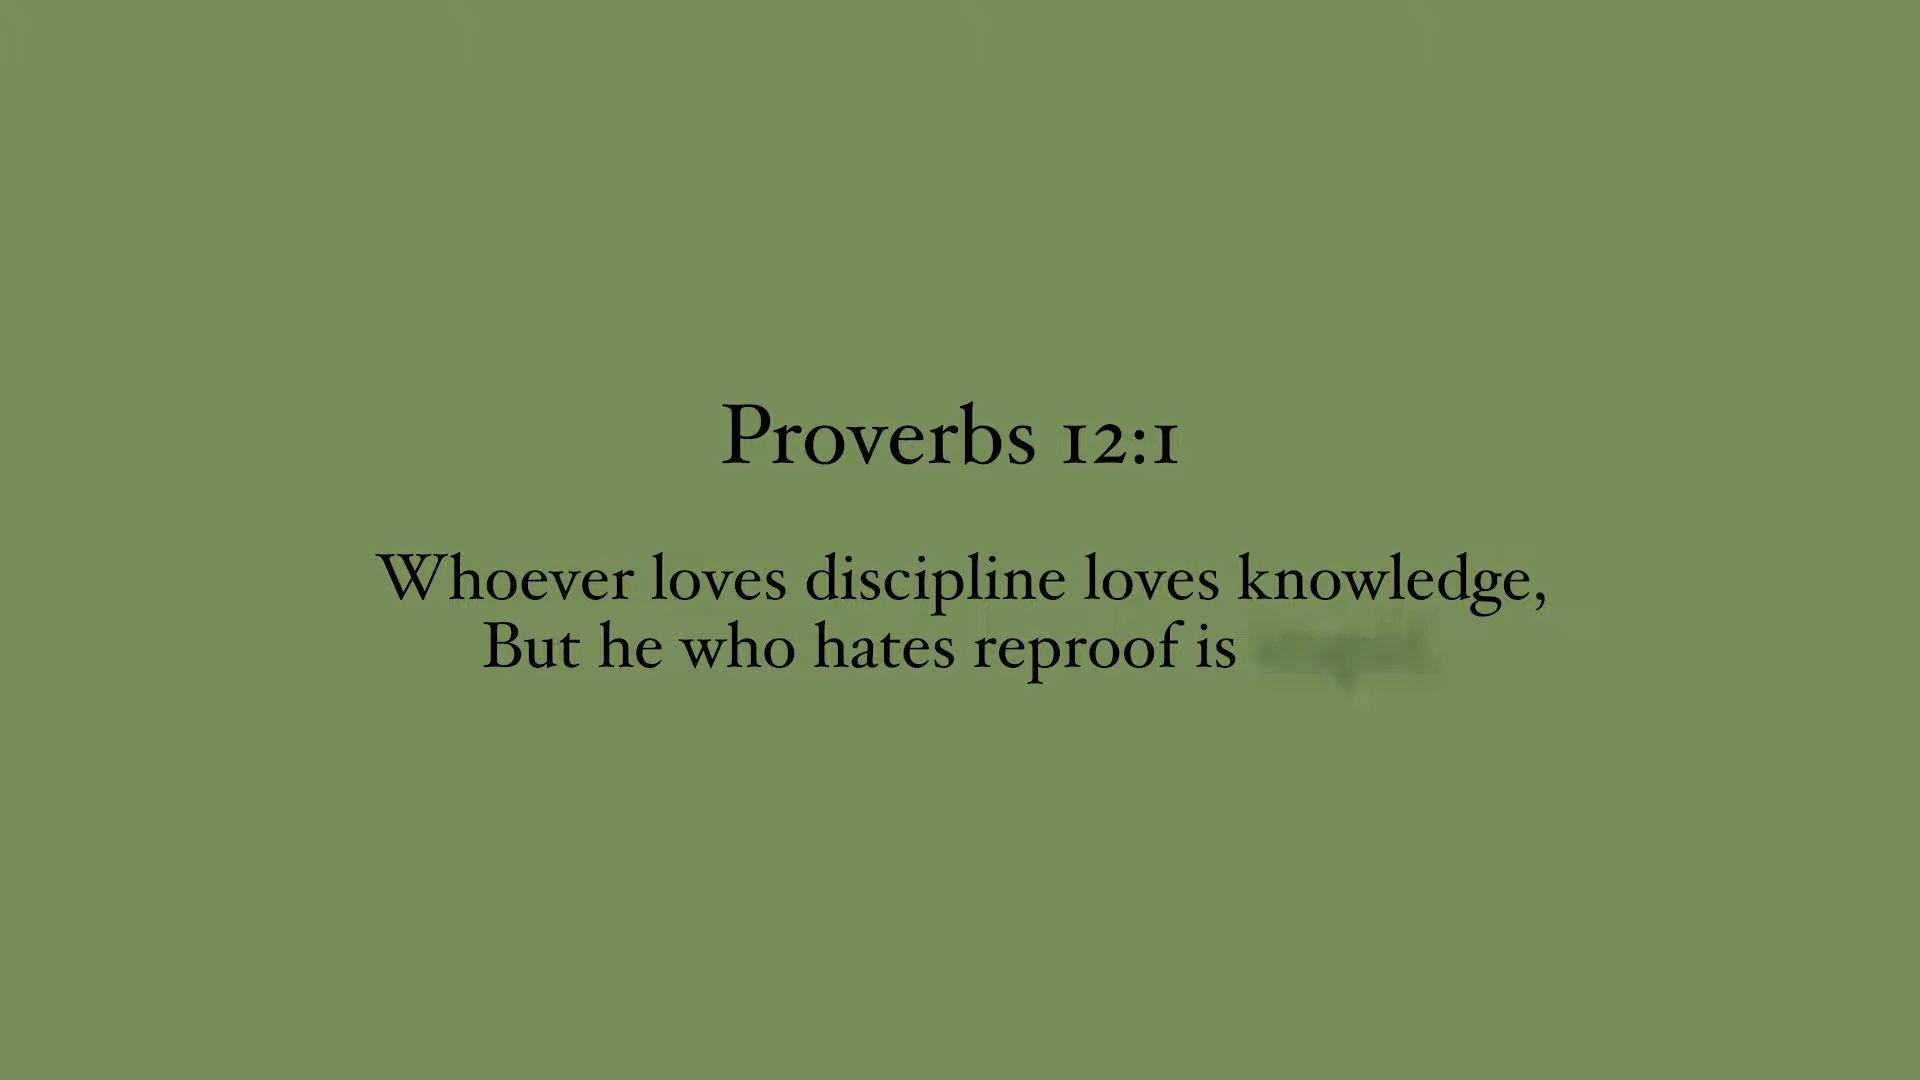 Proverbs 12:1
Whoever loves discipline loves knowledge,
But he who hates reproof is